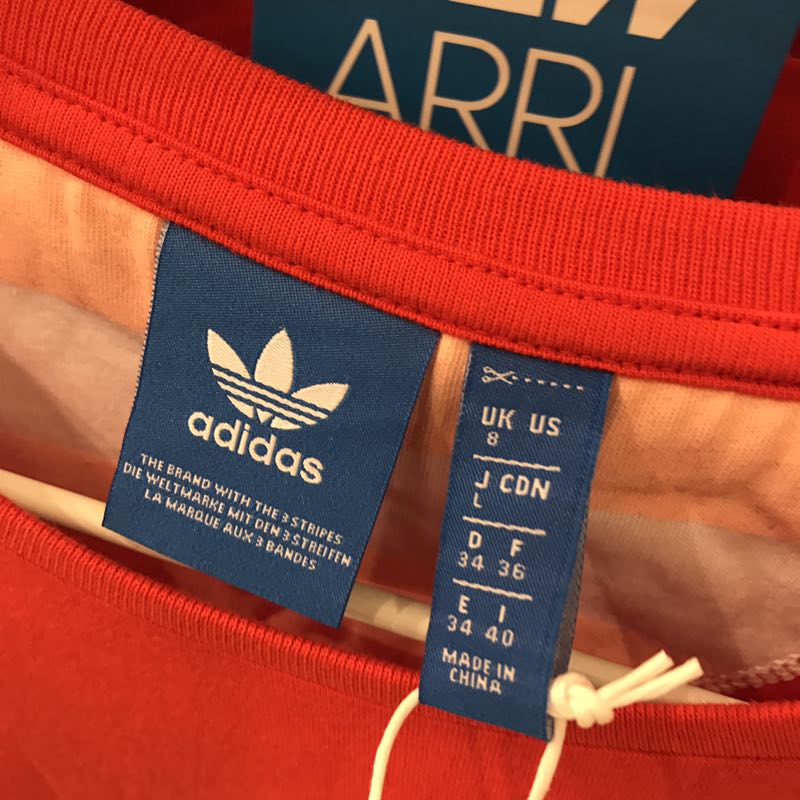 ARRI
adidas
THE BRAND WITH THE 3 STRIPES
DIE WELTMARKE MIT DEN 3 STREIFEN
LA MARQUE AUX 3 BANDES
UK US
8
J CDN
L
D F
34 36
E I
34 40
MADE IN
CHINA